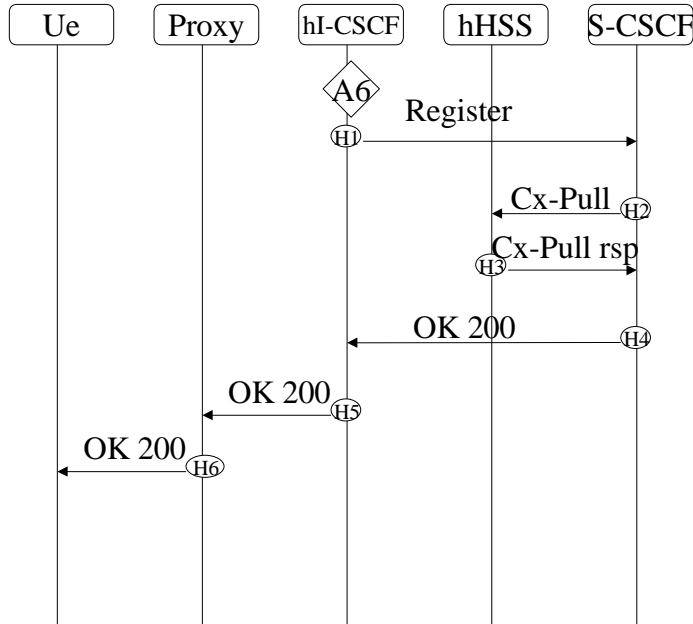 Ue Proxy hI-CSCF hHSS S-CSCF
A6
Register
H1
Cx-Pull
H2
Cx-Pull rsp
H3
OK 200
H4
OK 200
H5
OK 200
H6